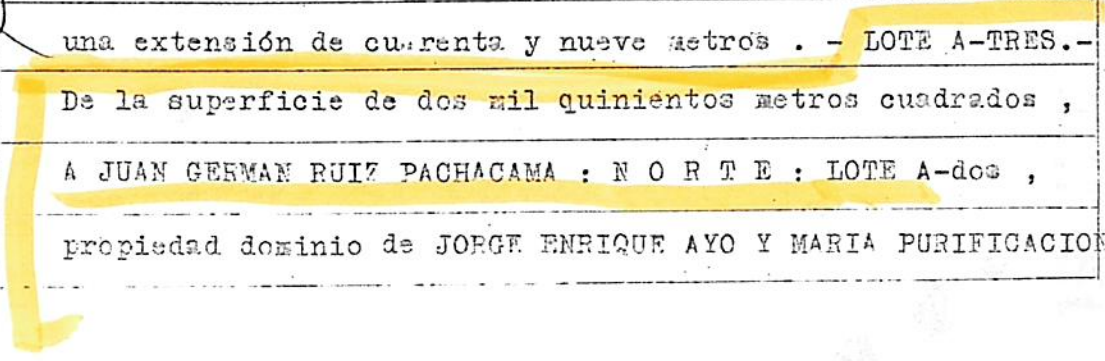 una extensión de cuarenta y nueve metros . - LOTE A-TRES.-
De la superficie de dos mil quinientos metros cuadrados ,
A JUAN GERMAN RUIZ PACHACAMA : N O R T E : LOTE A-dos ,
propiedad dominio de JORGE ENRIQUE AYO Y MARIA PURIFICACION